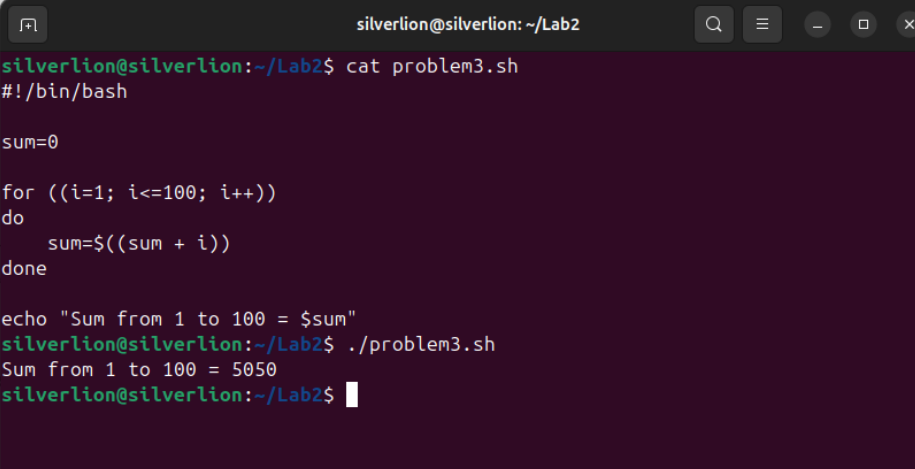 silverlion@silverlion: ~/Lab2
silverlion@silverlion:~/Lab2$ cat problem3.sh
#!/bin/bash

sum=0

for ((i=1; i<=100; i++))
do
    sum=$((sum + i))
done

echo "Sum from 1 to 100 = $sum"
silverlion@silverlion:~/Lab2$ ./problem3.sh
Sum from 1 to 100 = 5050
silverlion@silverlion:~/Lab2$